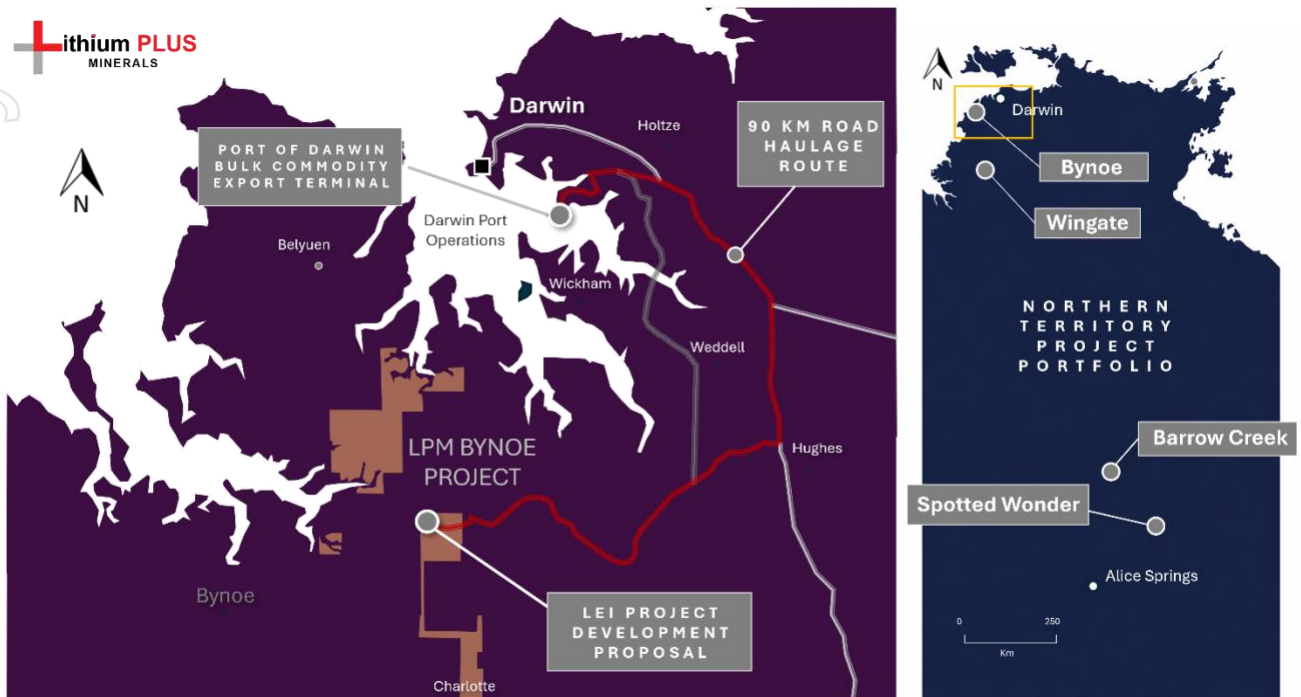 Lithium PLUS
MINERALS
N
PORT OF DARWIN
BULK COMMODITY
EXPORT TERMINAL
Darwin
Holtze
90 KM ROAD
HAULAGE
ROUTE
Belyuen
Darwin Port
Operations
Wickham
Weddell
LPM BYNOE
PROJECT
Hughes
Bynoe
LEI PROJECT
DEVELOPMENT
PROPOSAL
Charlotte
N
Darwin
Bynoe
Wingate
NORTHERN
TERRITORY
PROJECT
PORTFOLIO
Barrow Creek
Spotted Wonder
Alice Springs
0 250
Km